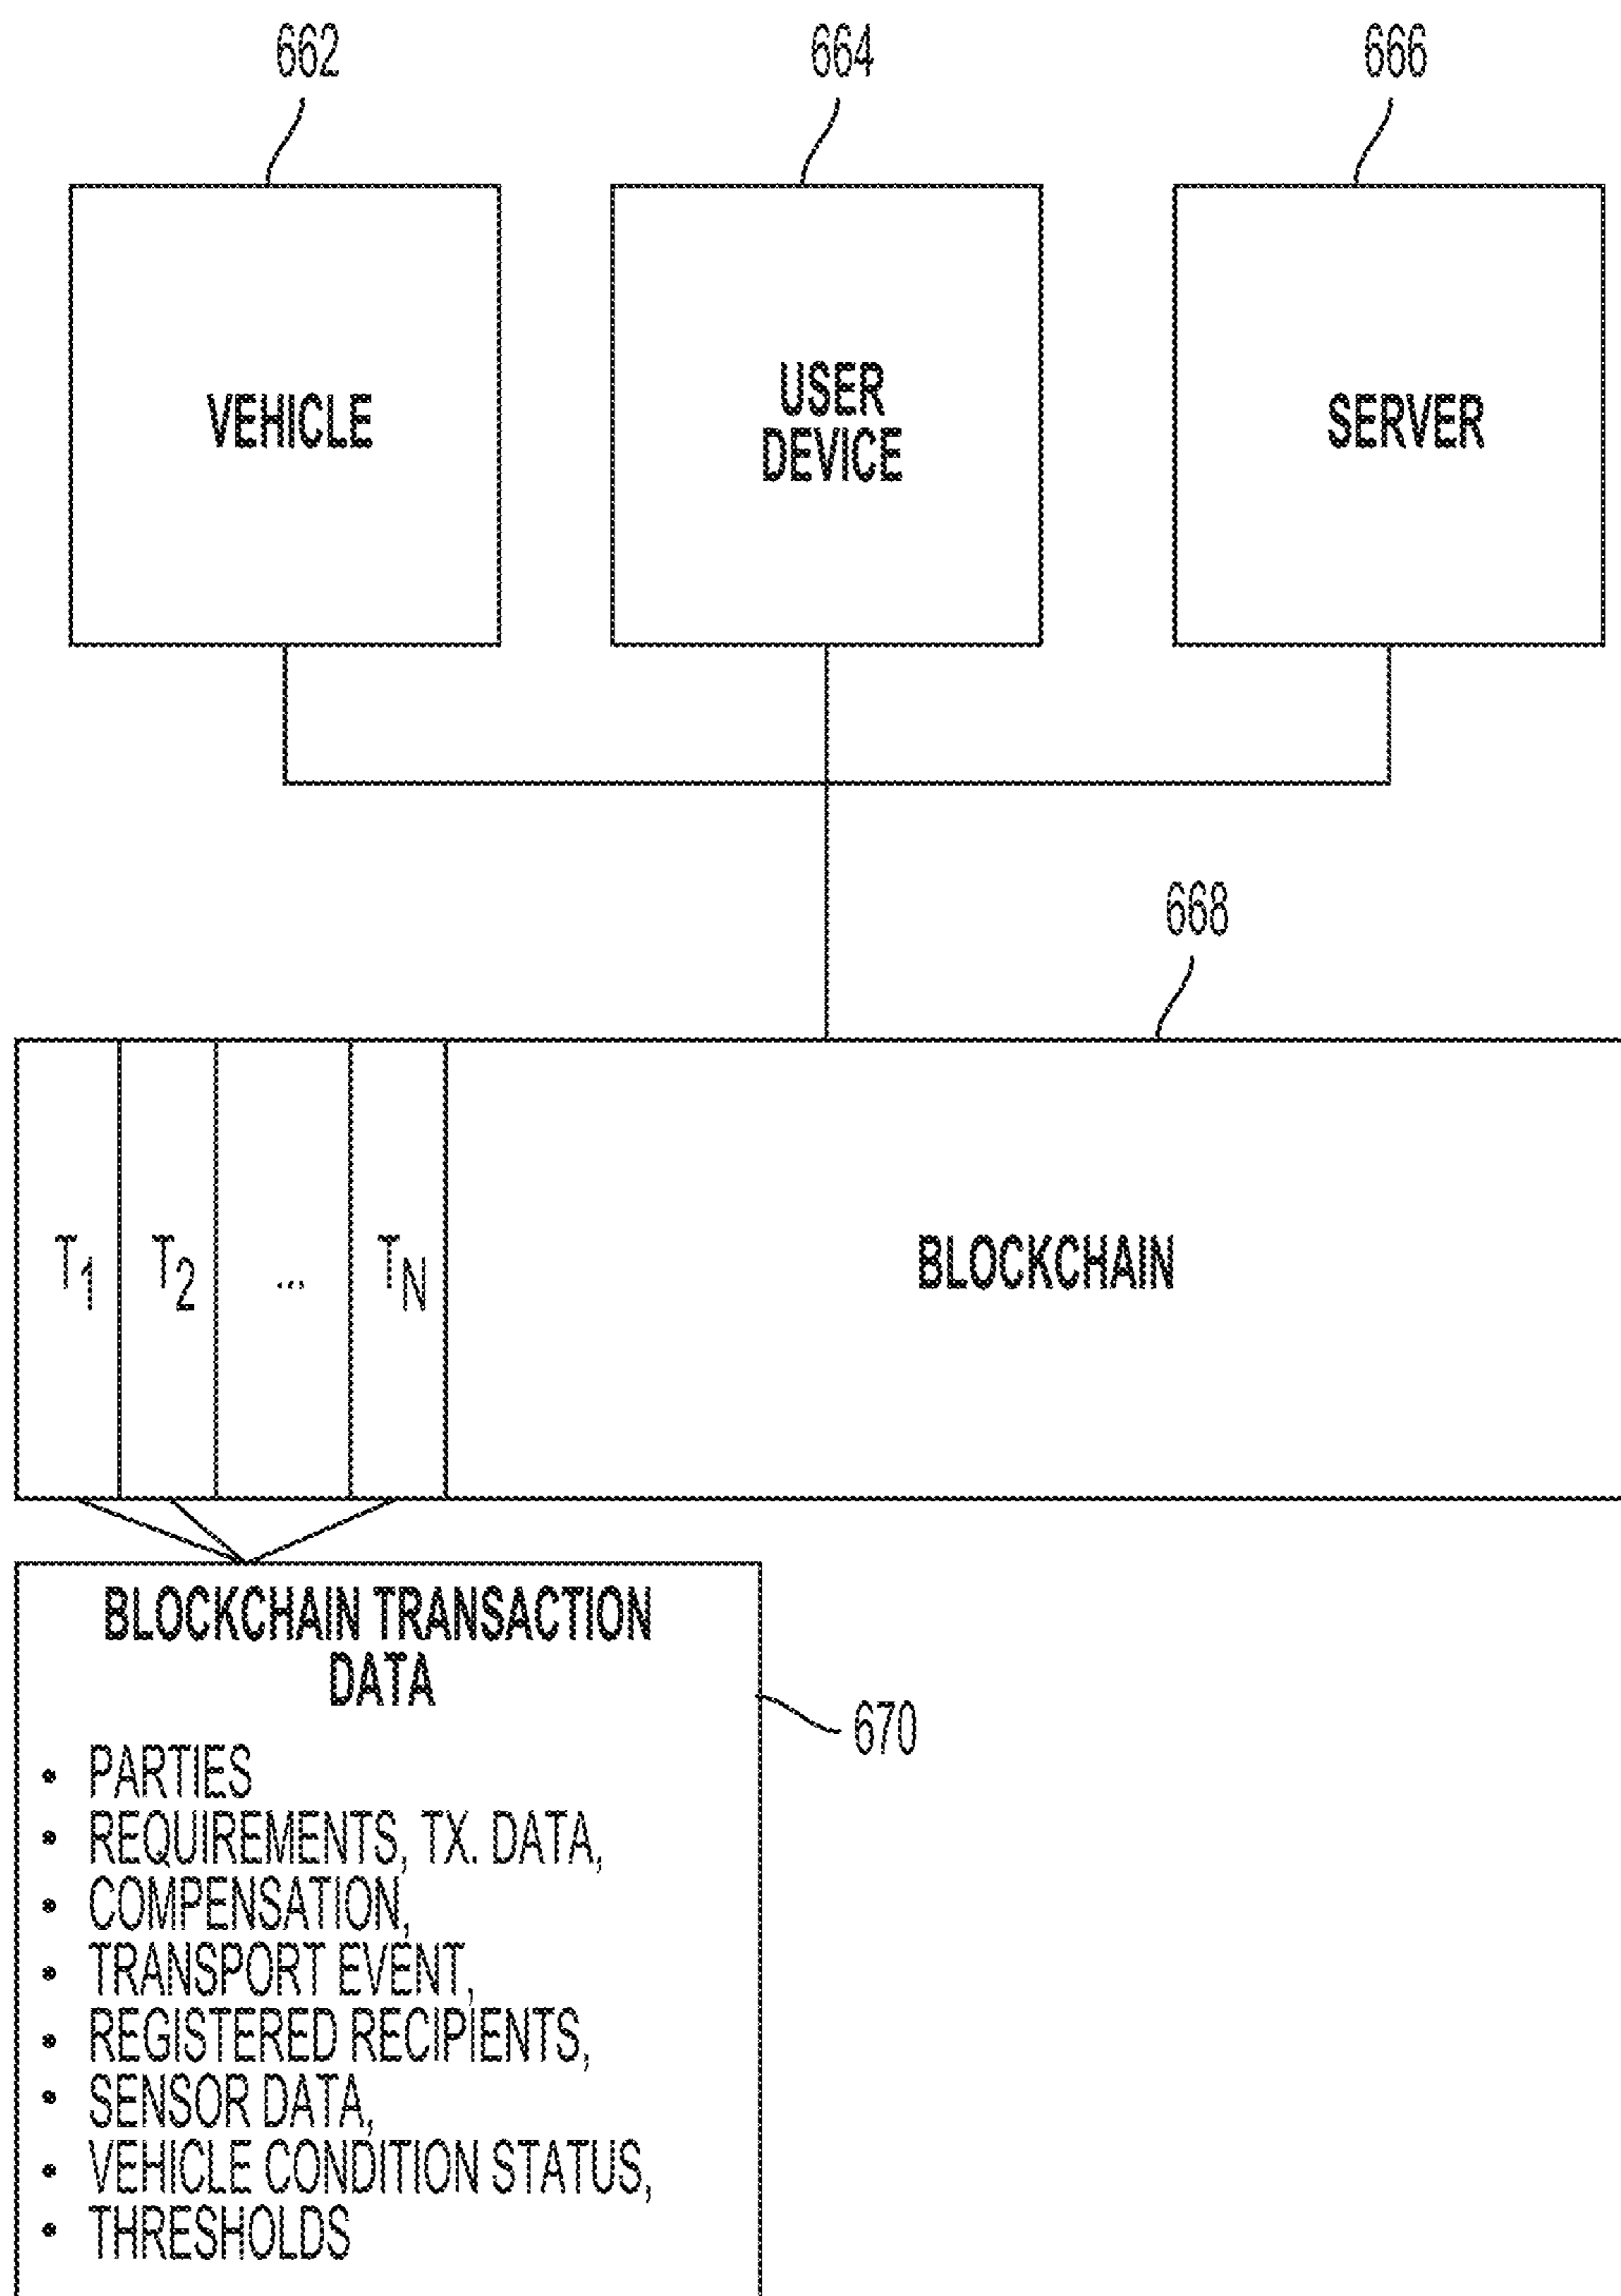 662
664
666
VEHICLE
USER
DEVICE
SERVER
668
T1
T2
...
TN
BLOCKCHAIN
BLOCKCHAIN TRANSACTION
DATA
670
• PARTIES
• REQUIREMENTS, TX. DATA,
• COMPENSATION,
• TRANSPORT EVENT,
• REGISTERED RECIPIENTS,
• SENSOR DATA,
• VEHICLE CONDITION STATUS,
• THRESHOLDS